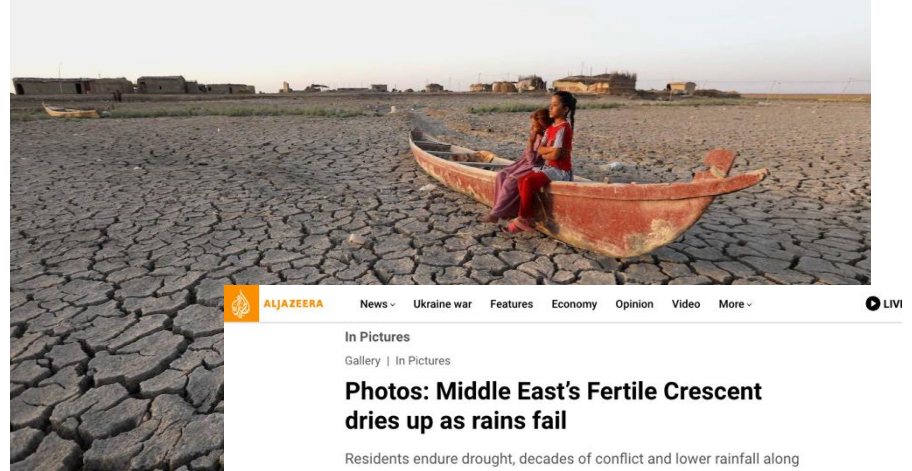 ALJAZEERA News Ukraine war Features Economy Opinion Video More LIVE
In Pictures
Gallery | In Pictures
Photos: Middle East's Fertile Crescent
dries up as rains fail
Residents endure drought, decades of conflict and lower rainfall along